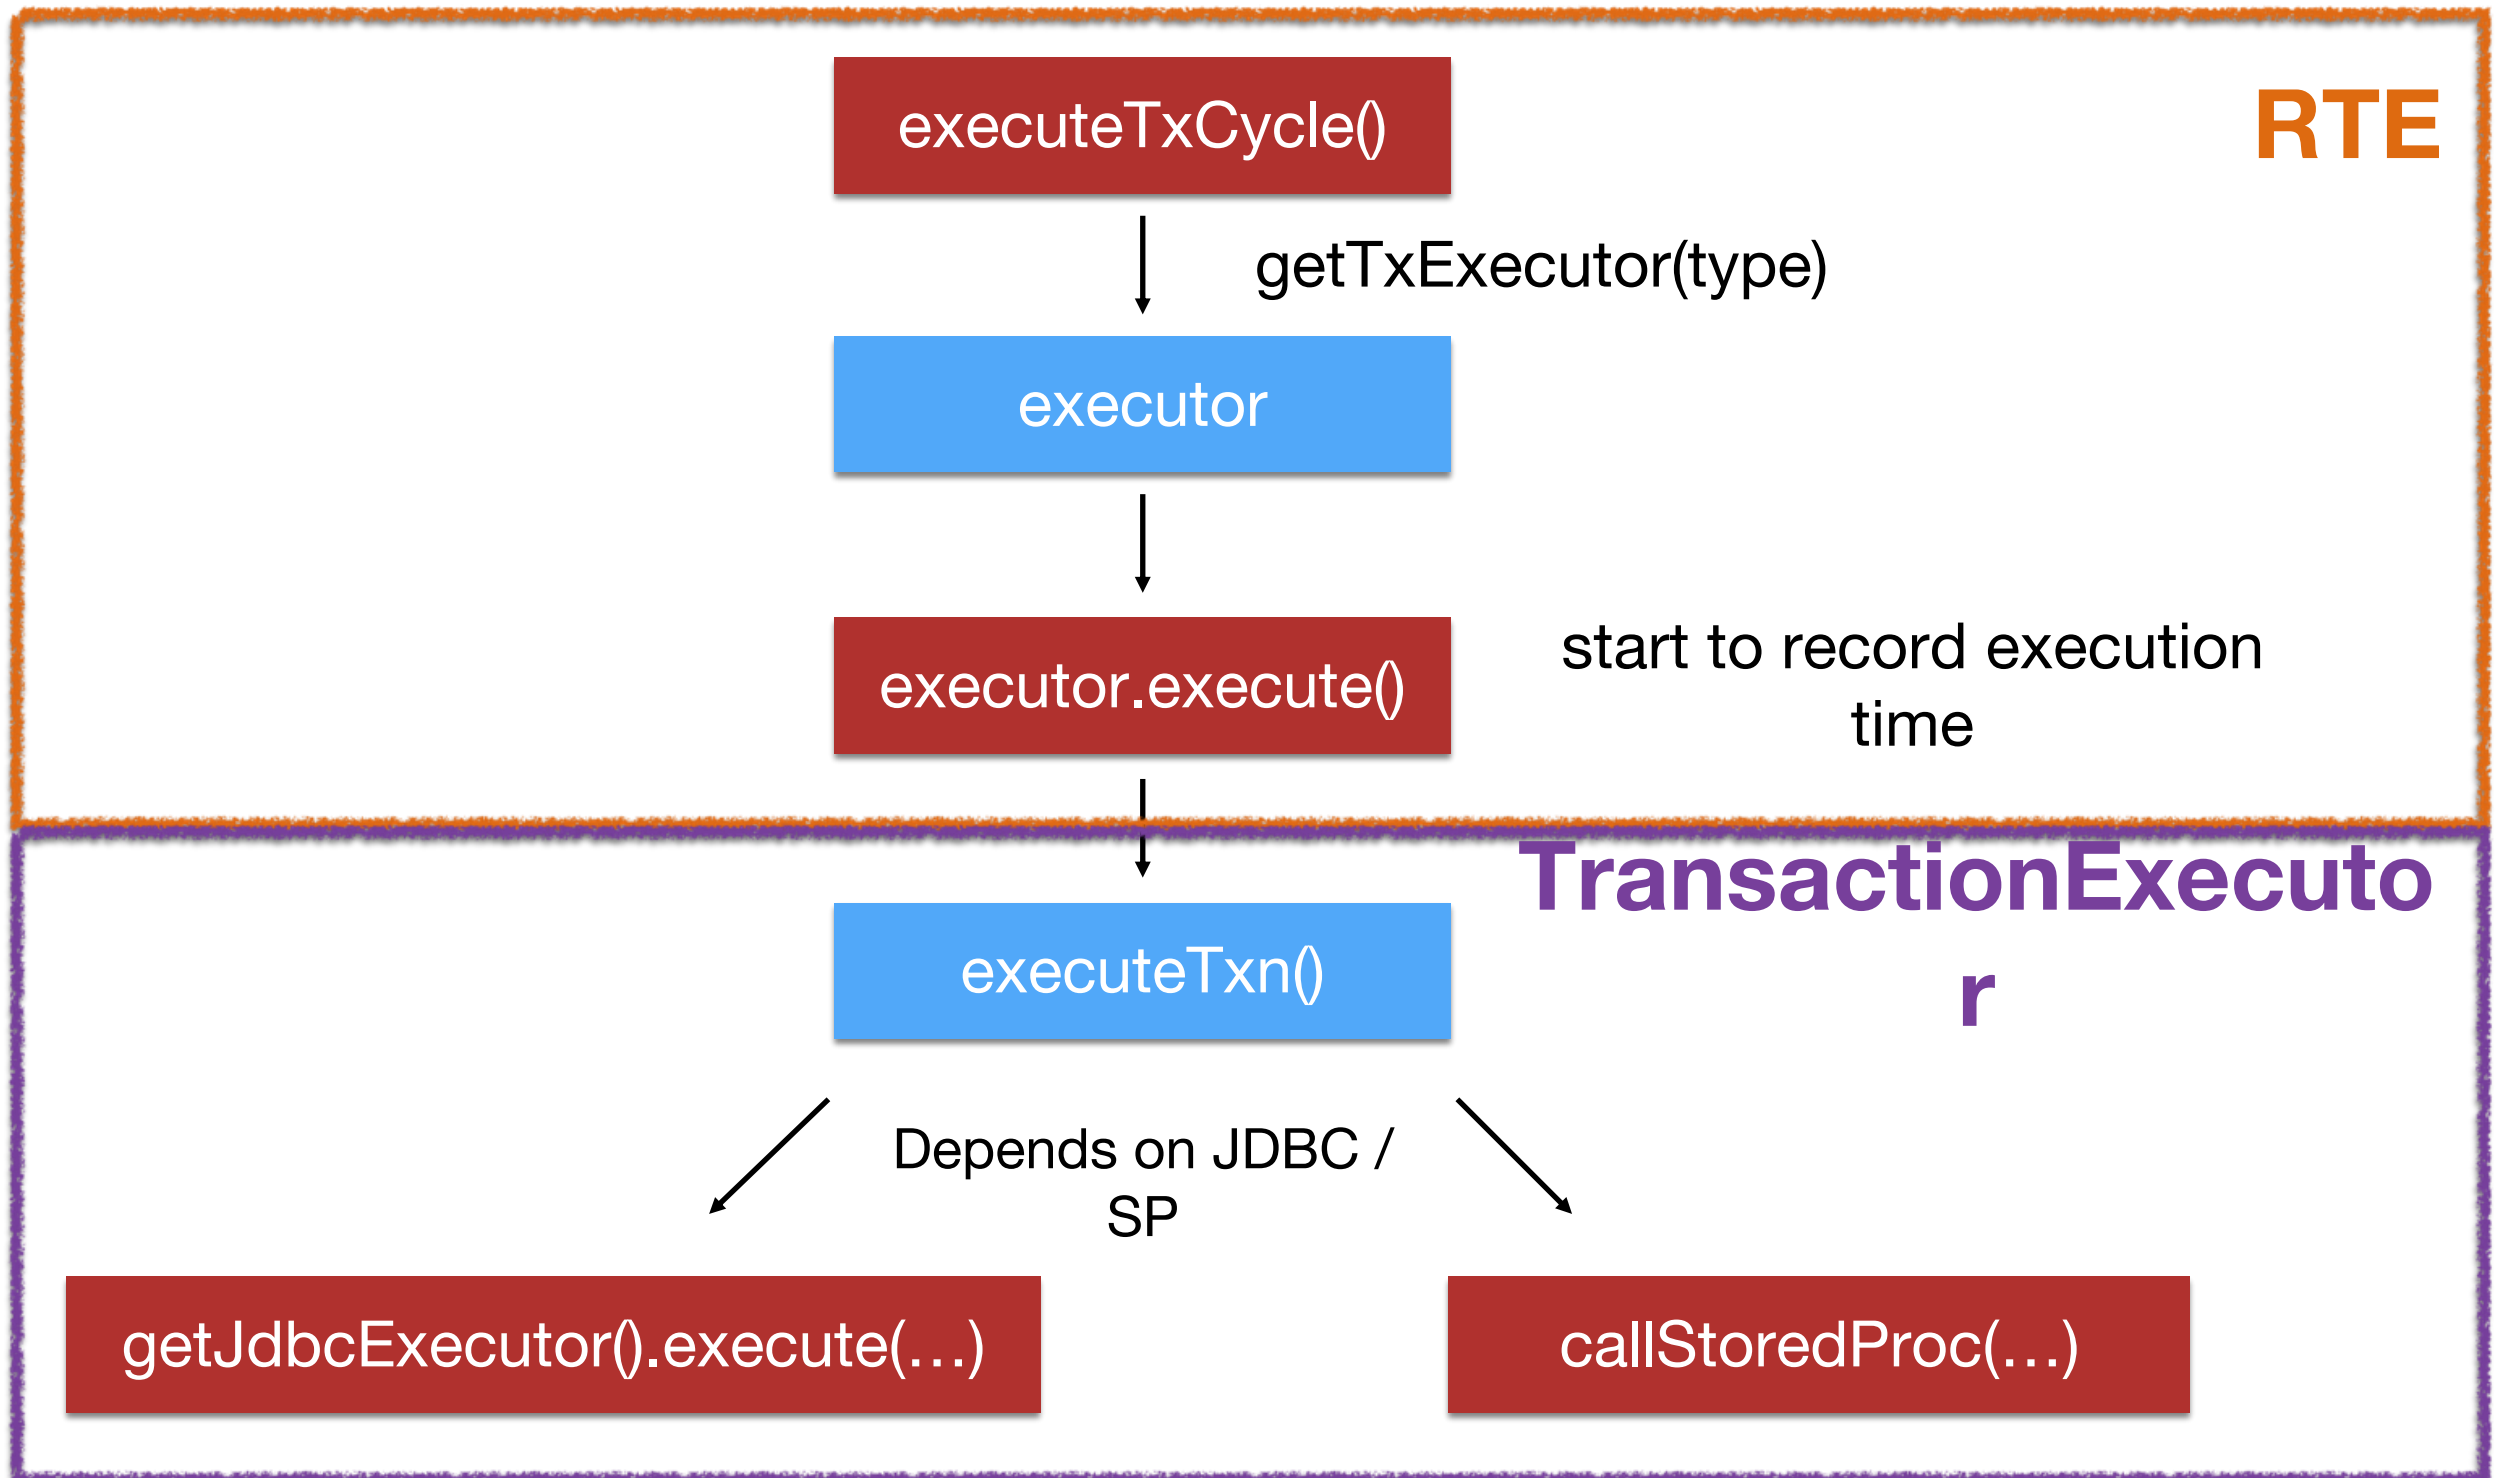 executeTxCycle()
RTE
getTxExecutor(type)
executor
executor.execute()
start to record execution
time
TransactionExecuto
r
executeTxn()
Depends on JDBC /
SP
getJdbcExecutor().execute(...)
callStoredProc(...)